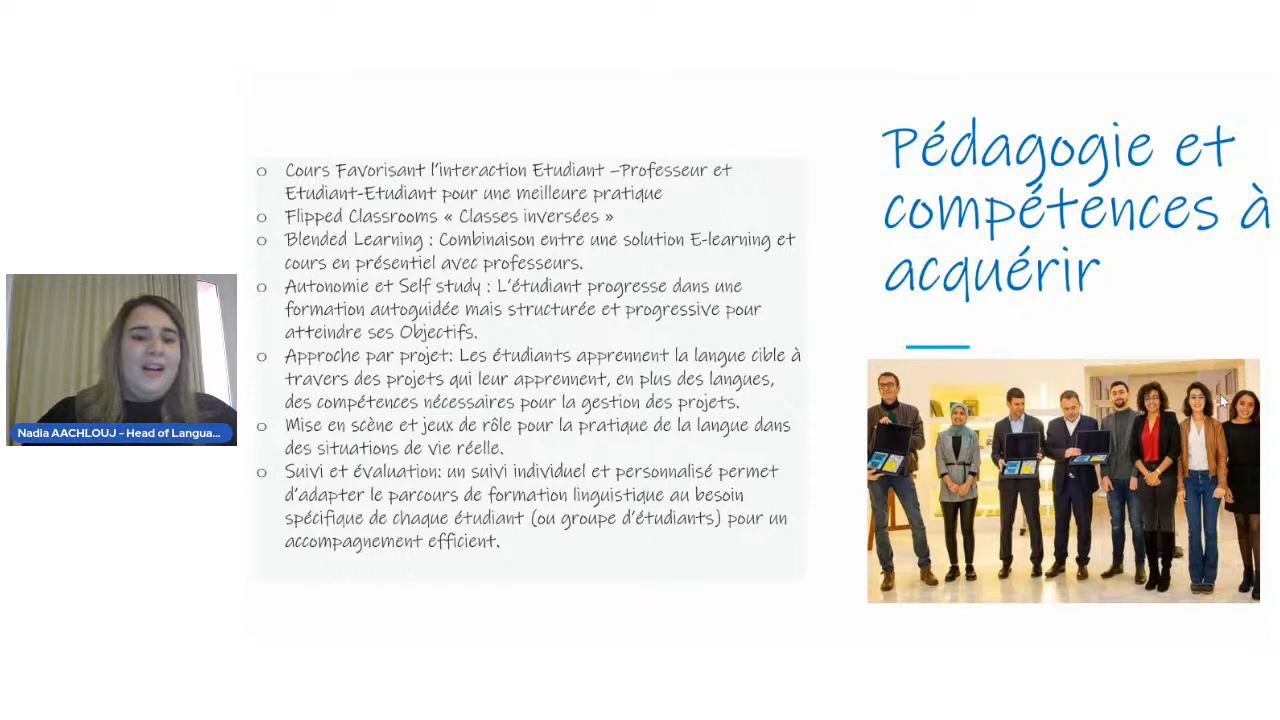 Pédagogie et
compétences à
acquérir
o Cours Favorisant l'interaction Etudiant –Professeur et
Etudiant-Etudiant pour une meilleure pratique
o Flipped Classrooms « Classes inversées »
o Blended Learning : Combinaison entre une solution E-learning et
cours en présentiel avec professeurs.
o Autonomie et Self study : L'étudiant progresse dans une
formation autoguidée mais structurée et progressive pour
atteindre ses Objectifs.
o Approche par projet: Les étudiants apprennent la langue cible à
travers des projets qui leur apprennent, en plus des langues,
des compétences nécessaires pour la gestion des projets.
o Mise en scène et jeux de rôle pour la pratique de la langue dans
des situations de vie réelle.
o Suivi et évaluation: un suivi individuel et personnalisé permet
d'adapter le parcours de formation linguistique au besoin
spécifique de chaque étudiant (ou groupe d'étudiants) pour un
accompagnement efficient.
Nadia AACHLOUJ - Head of Langua...